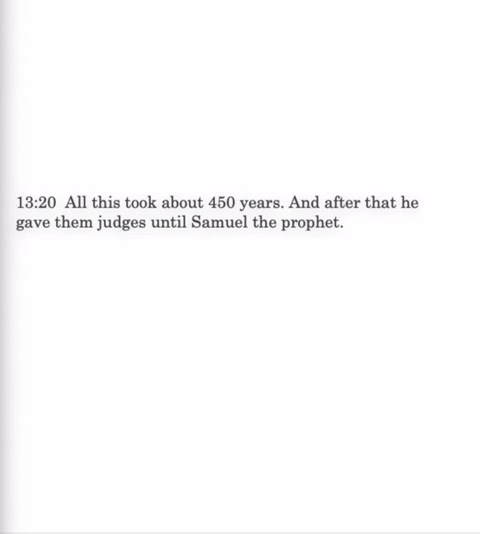 13:20 All this took about 450 years. And after that he
gave them judges until Samuel the prophet.